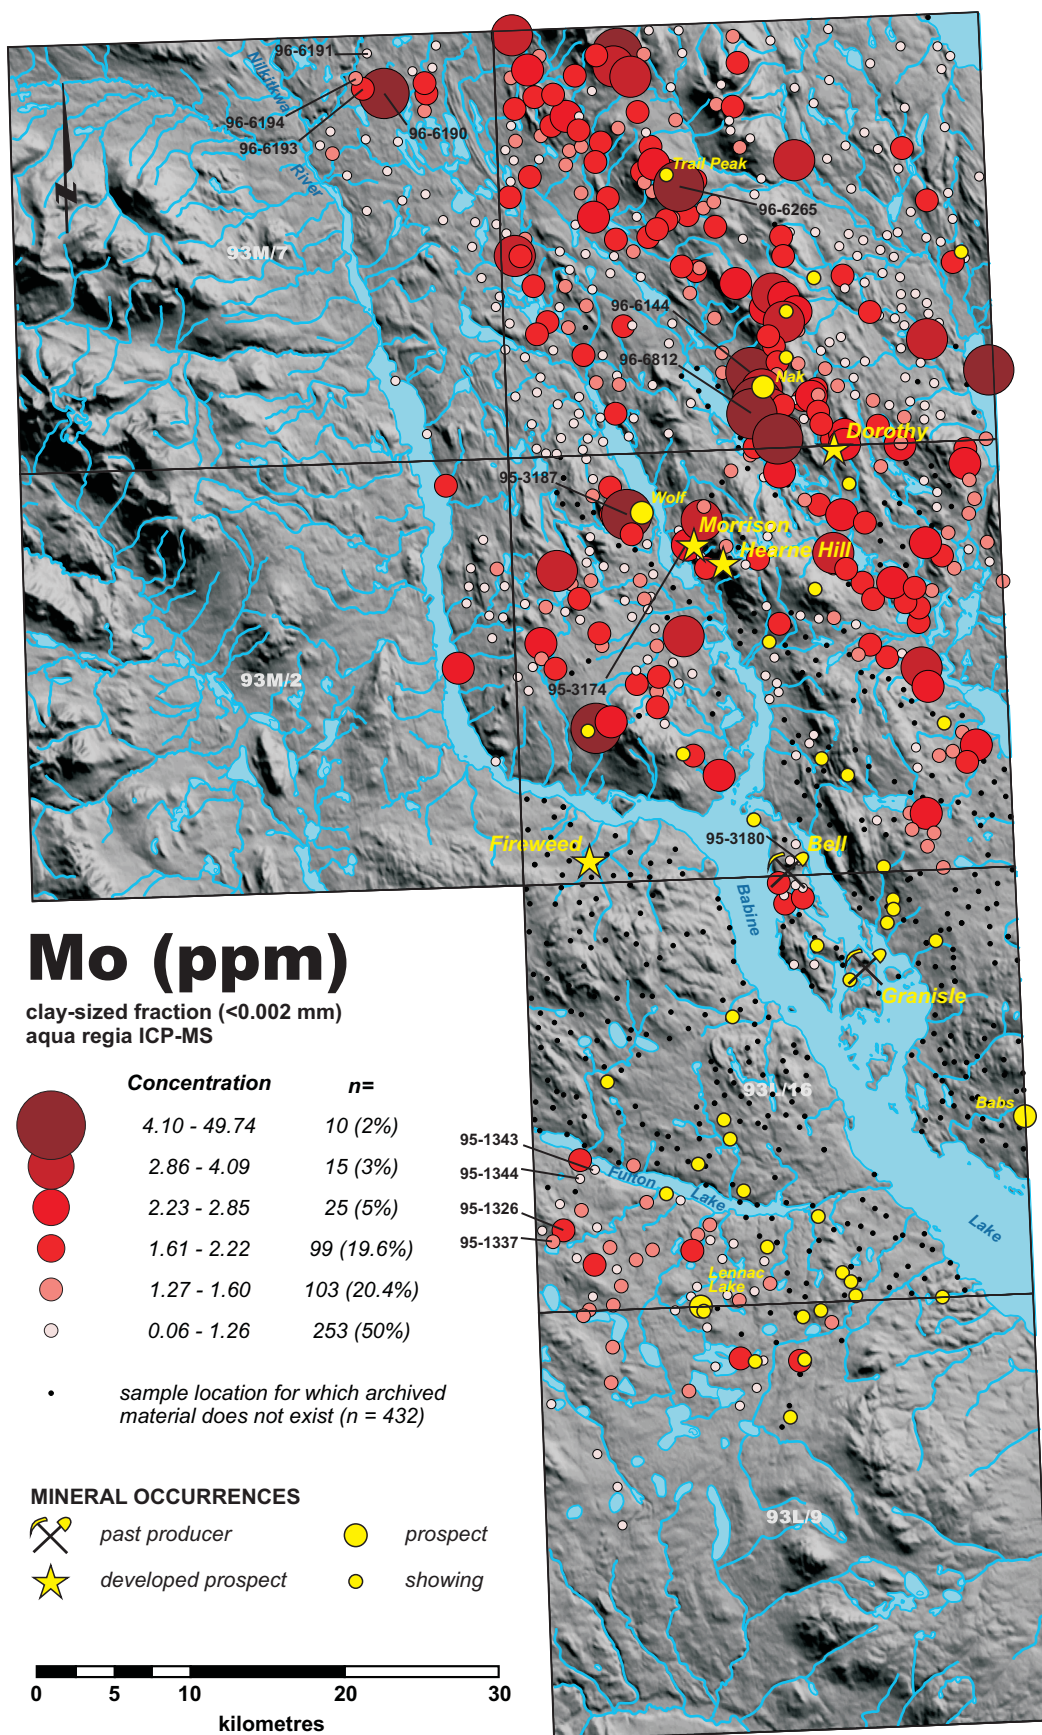 96-6191
Nilkitkwa
96-6194
96-6193
96-6190
River
Trail Peak
96-6265
93M/7
N
96-6144
96-6812
Nak
Dorothy
95-3187
Wolf
Morrison
Hearne Hill
93M/2
95-3174
95-3180
Bell
Fireweed
Babine
Granisle
Mo (ppm)
clay-sized fraction (<0.002 mm)
aqua regia ICP-MS
Concentration n=
4.10 - 49.74 10 (2%)
2.86 - 4.09 15 (3%)
2.23 - 2.85 25 (5%)
1.61 - 2.22 99 (19.6%)
1.27 - 1.60 103 (20.4%)
0.06 - 1.26 253 (50%)
sample location for which archived
material does not exist (n = 432)
93L/16
Babs
95-1343
95-1344
Fulton
Lake
95-1326
95-1337
Lake
Lennac
Lake
MINERAL OCCURRENCES
past producer prospect
developed prospect showing
93L/9
0 5 10 20 30
kilometres